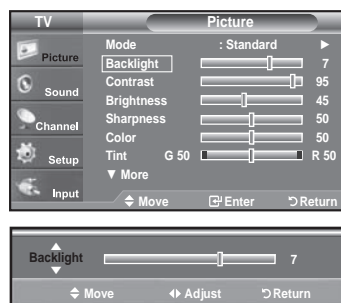 TV Picture
Picture
Sound
Channel
Setup
Input
Mode : Standard ►
Backlight 7
Contrast 95
Brightness 45
Sharpness 50
Color 50
Tint G 50 R 50
▼ More
Move Enter Return
Backlight 7
Move Adjust Return